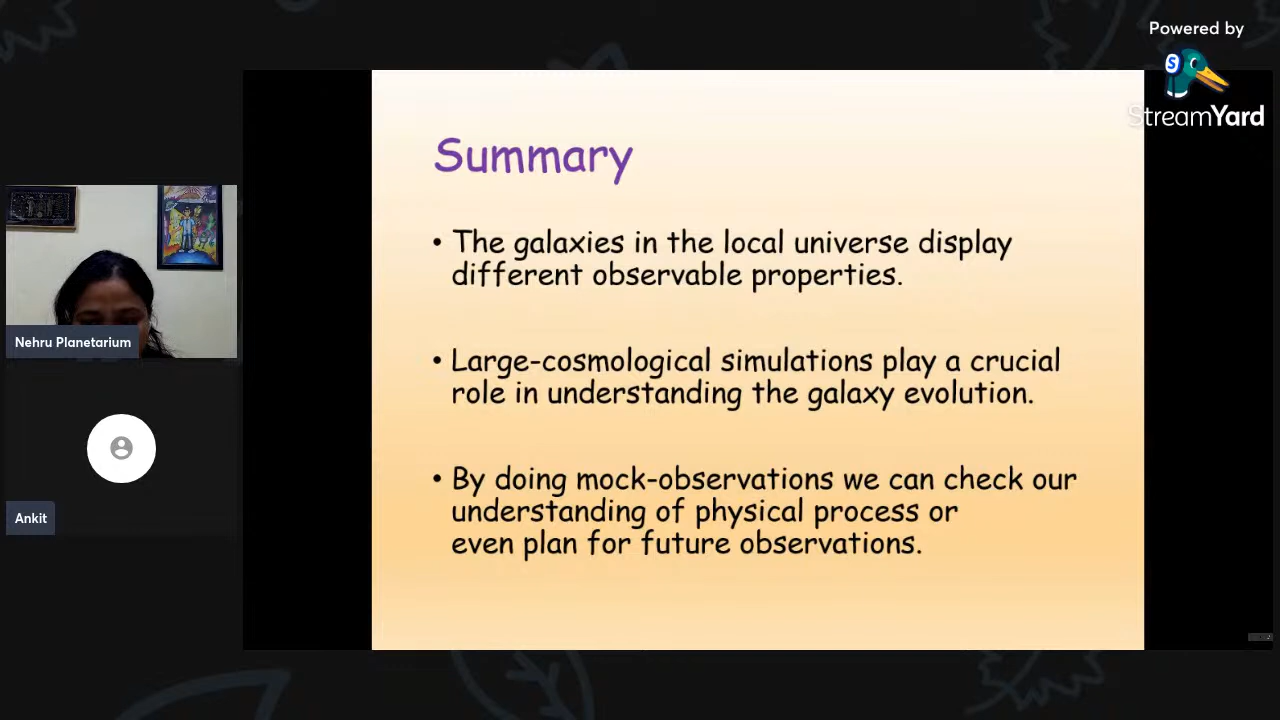 Powered by
StreamYard
Summary
• The galaxies in the local universe display
different observable properties.
• Large-cosmological simulations play a crucial
role in understanding the galaxy evolution.
• By doing mock-observations we can check our
understanding of physical process or
even plan for future observations.
Nehru Planetarium
Ankit